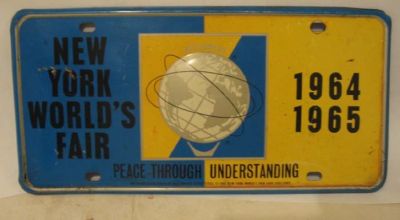 NEW
YORK
WORLD'S
FAIR
1964
1965
PEACE THROUGH UNDERSTANDING